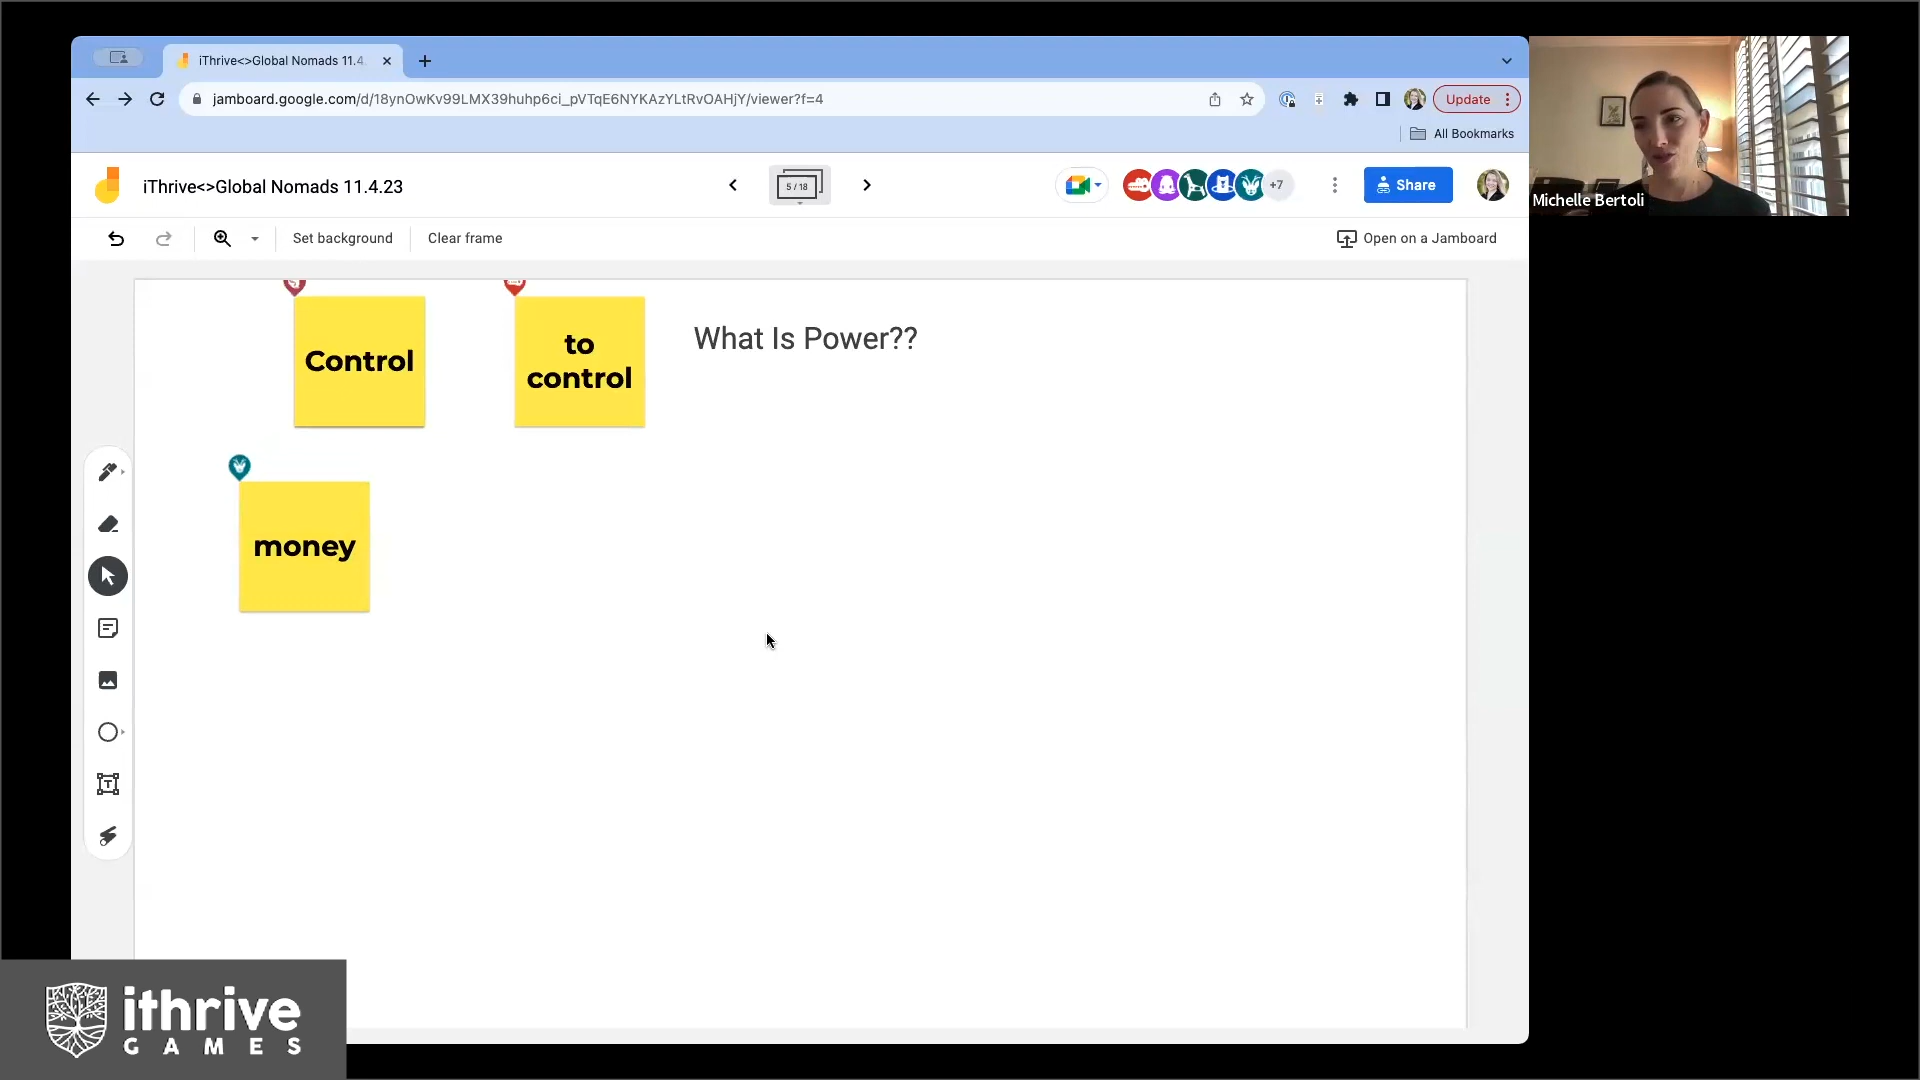 iThrive<>Global Nomads 11.4
jamboard.google.com/d/18ynOwKv99LMX39huhp6ci_pVTqE6NYKAzYLtRvOAHjY/viewer?f=4
Update
All Bookmarks
iThrive<>Global Nomads 11.4.23
5 / 18
+7
Share
Michelle Bertoli
Set background
Clear frame
Open on a Jamboard
Control
to
control
What Is Power??
money
ithrive
GAMES